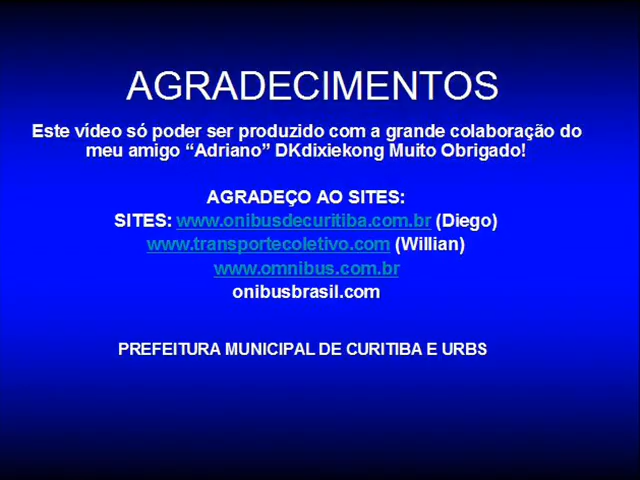 AGRADECIMENTOS
Este vídeo só poder ser produzido com a grande colaboração do
meu amigo “Adriano” DKdixiekong Muito Obrigado!
AGRADEÇO AO SITES:
SITES: www.onibusdecuritiba.com.br (Diego)
www.transportecoletivo.com (Willian)
www.omnibus.com.br
onibusbrasil.com
PREFEITURA MUNICIPAL DE CURITIBA E URBS